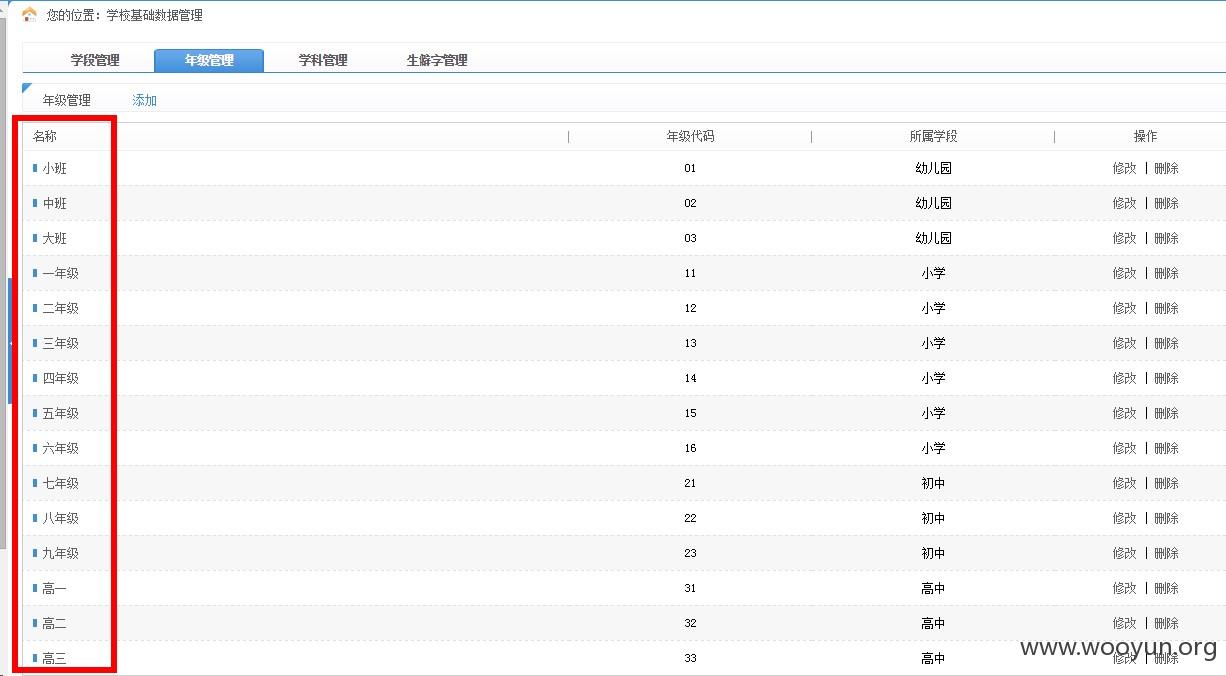 您的位置：学校基础数据管理
学段管理 年级管理 学科管理 生僻字管理
年级管理 添加
名称 | 年级代码 | 所属学段 | 操作
小班 01 幼儿园 修改 | 删除
中班 02 幼儿园 修改 | 删除
大班 03 幼儿园 修改 | 删除
一年级 11 小学 修改 | 删除
二年级 12 小学 修改 | 删除
三年级 13 小学 修改 | 删除
四年级 14 小学 修改 | 删除
五年级 15 小学 修改 | 删除
六年级 16 小学 修改 | 删除
七年级 21 初中 修改 | 删除
八年级 22 初中 修改 | 删除
九年级 23 初中 修改 | 删除
高一 31 高中 修改 | 删除
高二 32 高中 修改 | 删除
高三 33 高中 修改 | 删除
www.wooyun.org